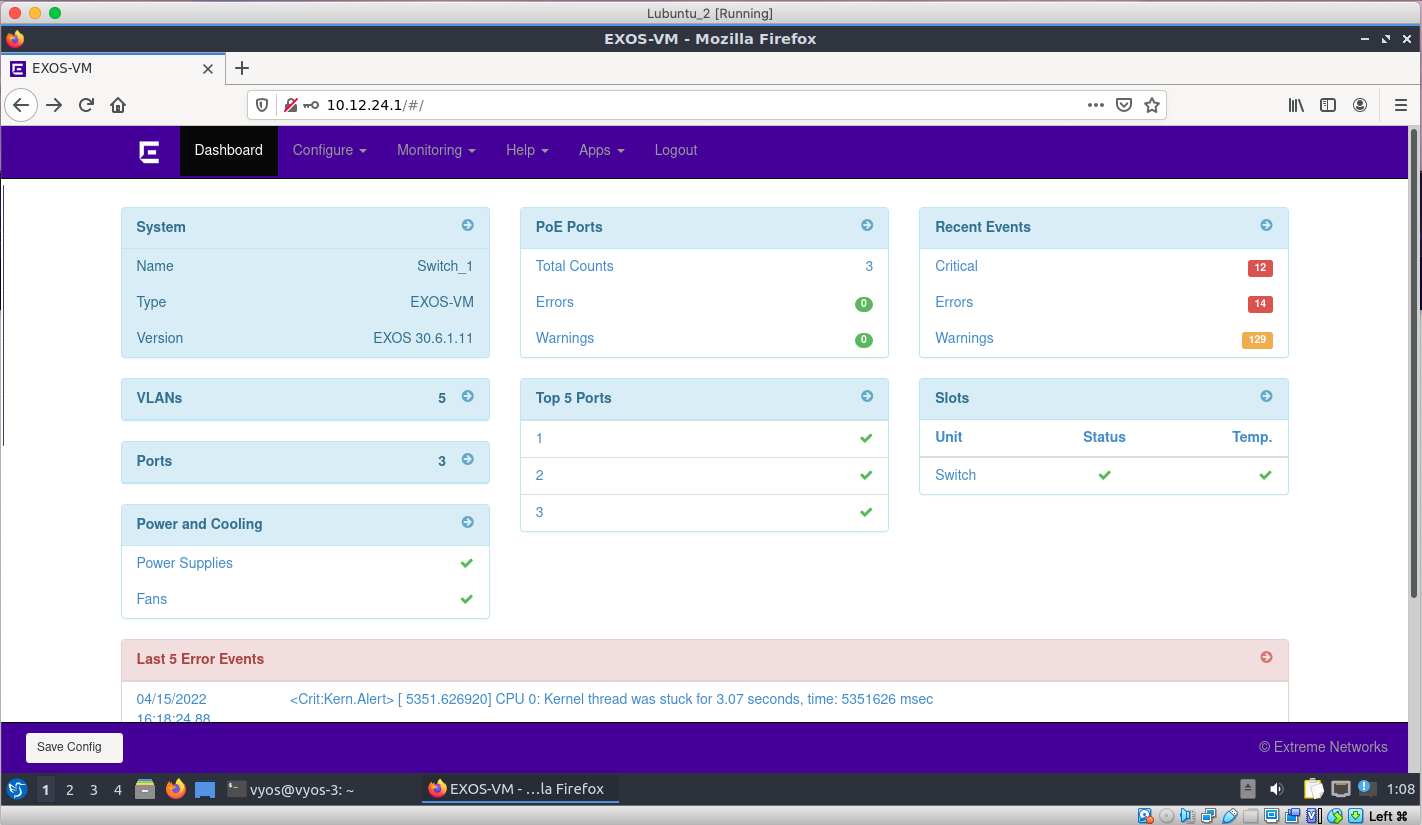 Lubuntu_2 [Running]
EXOS-VM - Mozilla Firefox
EXOS-VM
10.12.24.1/#/
Dashboard Configure Monitoring Help Apps Logout
System
Name Switch_1
Type EXOS-VM
Version EXOS 30.6.1.11
VLANs 5
Ports 3
Power and Cooling
Power Supplies
Fans
PoE Ports
Total Counts 3
Errors 0
Warnings 0
Top 5 Ports
1
2
3
Recent Events
Critical 12
Errors 14
Warnings 129
Slots
Unit Status Temp.
Switch
Last 5 Error Events
04/15/2022 <Crit:Kern.Alert> [ 5351.626920] CPU 0: Kernel thread was stuck for 3.07 seconds, time: 5351626 msec
16:18:24.88
Save Config © Extreme Networks
1 2 3 4 vyos@vyos-3: ~ EXOS-VM - ...la Firefox 1:08
Left ⌘